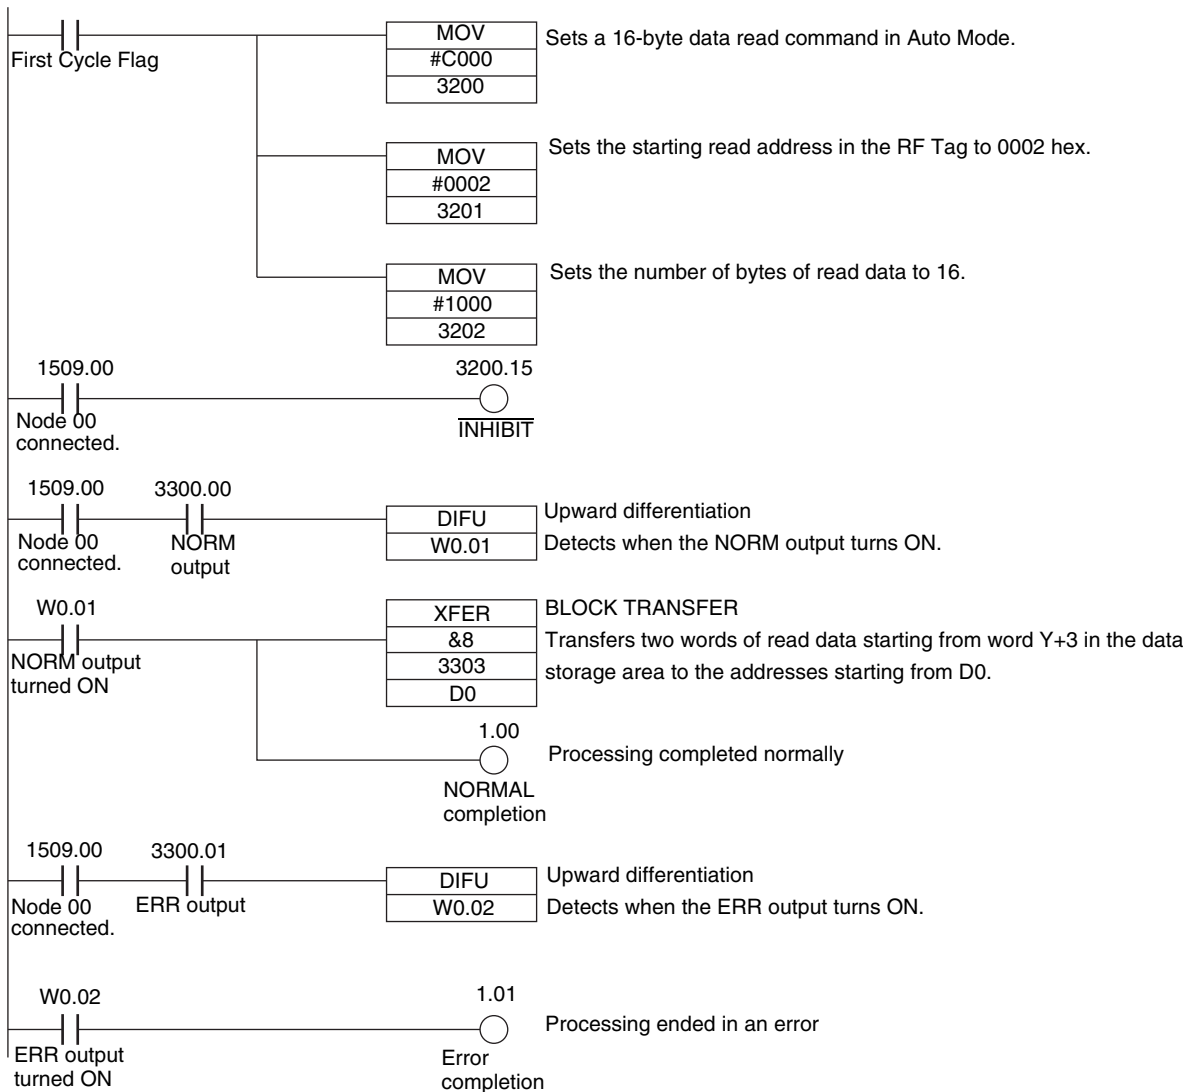 MOV
#C000
3200
Sets a 16-byte data read command in Auto Mode.
First Cycle Flag
MOV
#0002
3201
Sets the starting read address in the RF Tag to 0002 hex.
MOV
#1000
3202
Sets the number of bytes of read data to 16.
1509.00
3200.15
Node 00
connected.
INHIBIT
1509.00
3300.00
Node 00
connected.
NORM
output
DIFU
W0.01
Upward differentiation
Detects when the NORM output turns ON.
W0.01
NORM output
turned ON
XFER
&8
3303
D0
BLOCK TRANSFER
Transfers two words of read data starting from word Y+3 in the data
storage area to the addresses starting from D0.
1.00
NORMAL
completion
Processing completed normally
1509.00
3300.01
Node 00
connected.
ERR output
DIFU
W0.02
Upward differentiation
Detects when the ERR output turns ON.
W0.02
ERR output
turned ON
1.01
Error
completion
Processing ended in an error